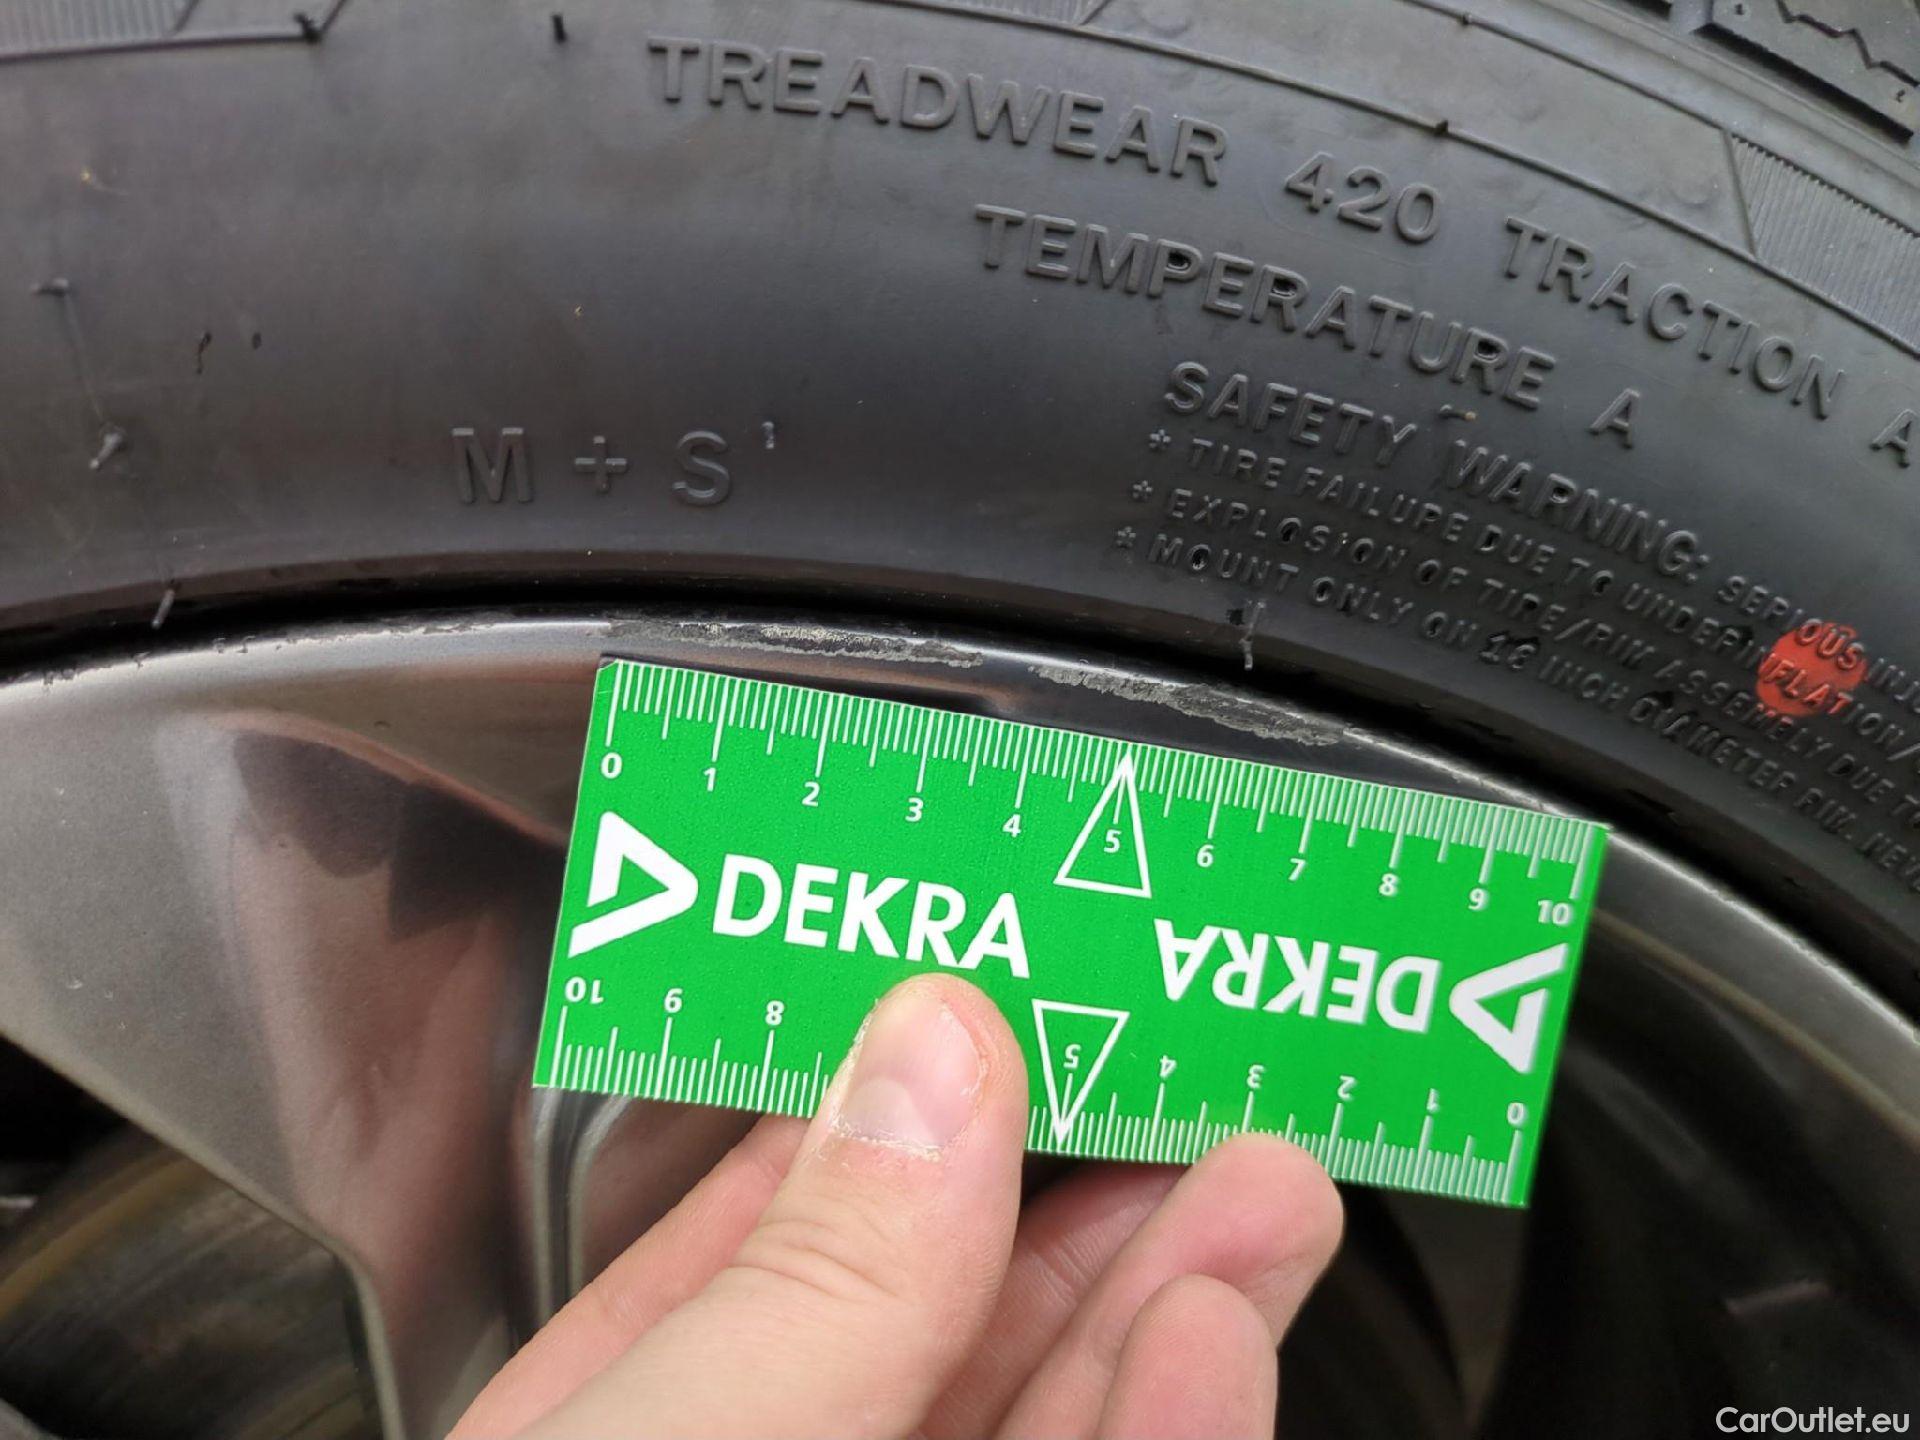 TREADWEAR 420 TRACTION A
TEMPERATURE A
M + S
SAFETY WARNING: SERIOUS
* TIRE FAILURE DUE TO UNDERINFLATION/
* EXPLOSION OF TIRE/RIM ASSEMBLY DUE TO
* MOUNT ONLY ON 18 INCH DIAMETER RIM. NEVER
0 1 2 3 4 5 6 7 8 9 10
DEKRA
DEKRA
10 9 8 5 4 3 2 1 0
CarOutlet.eu